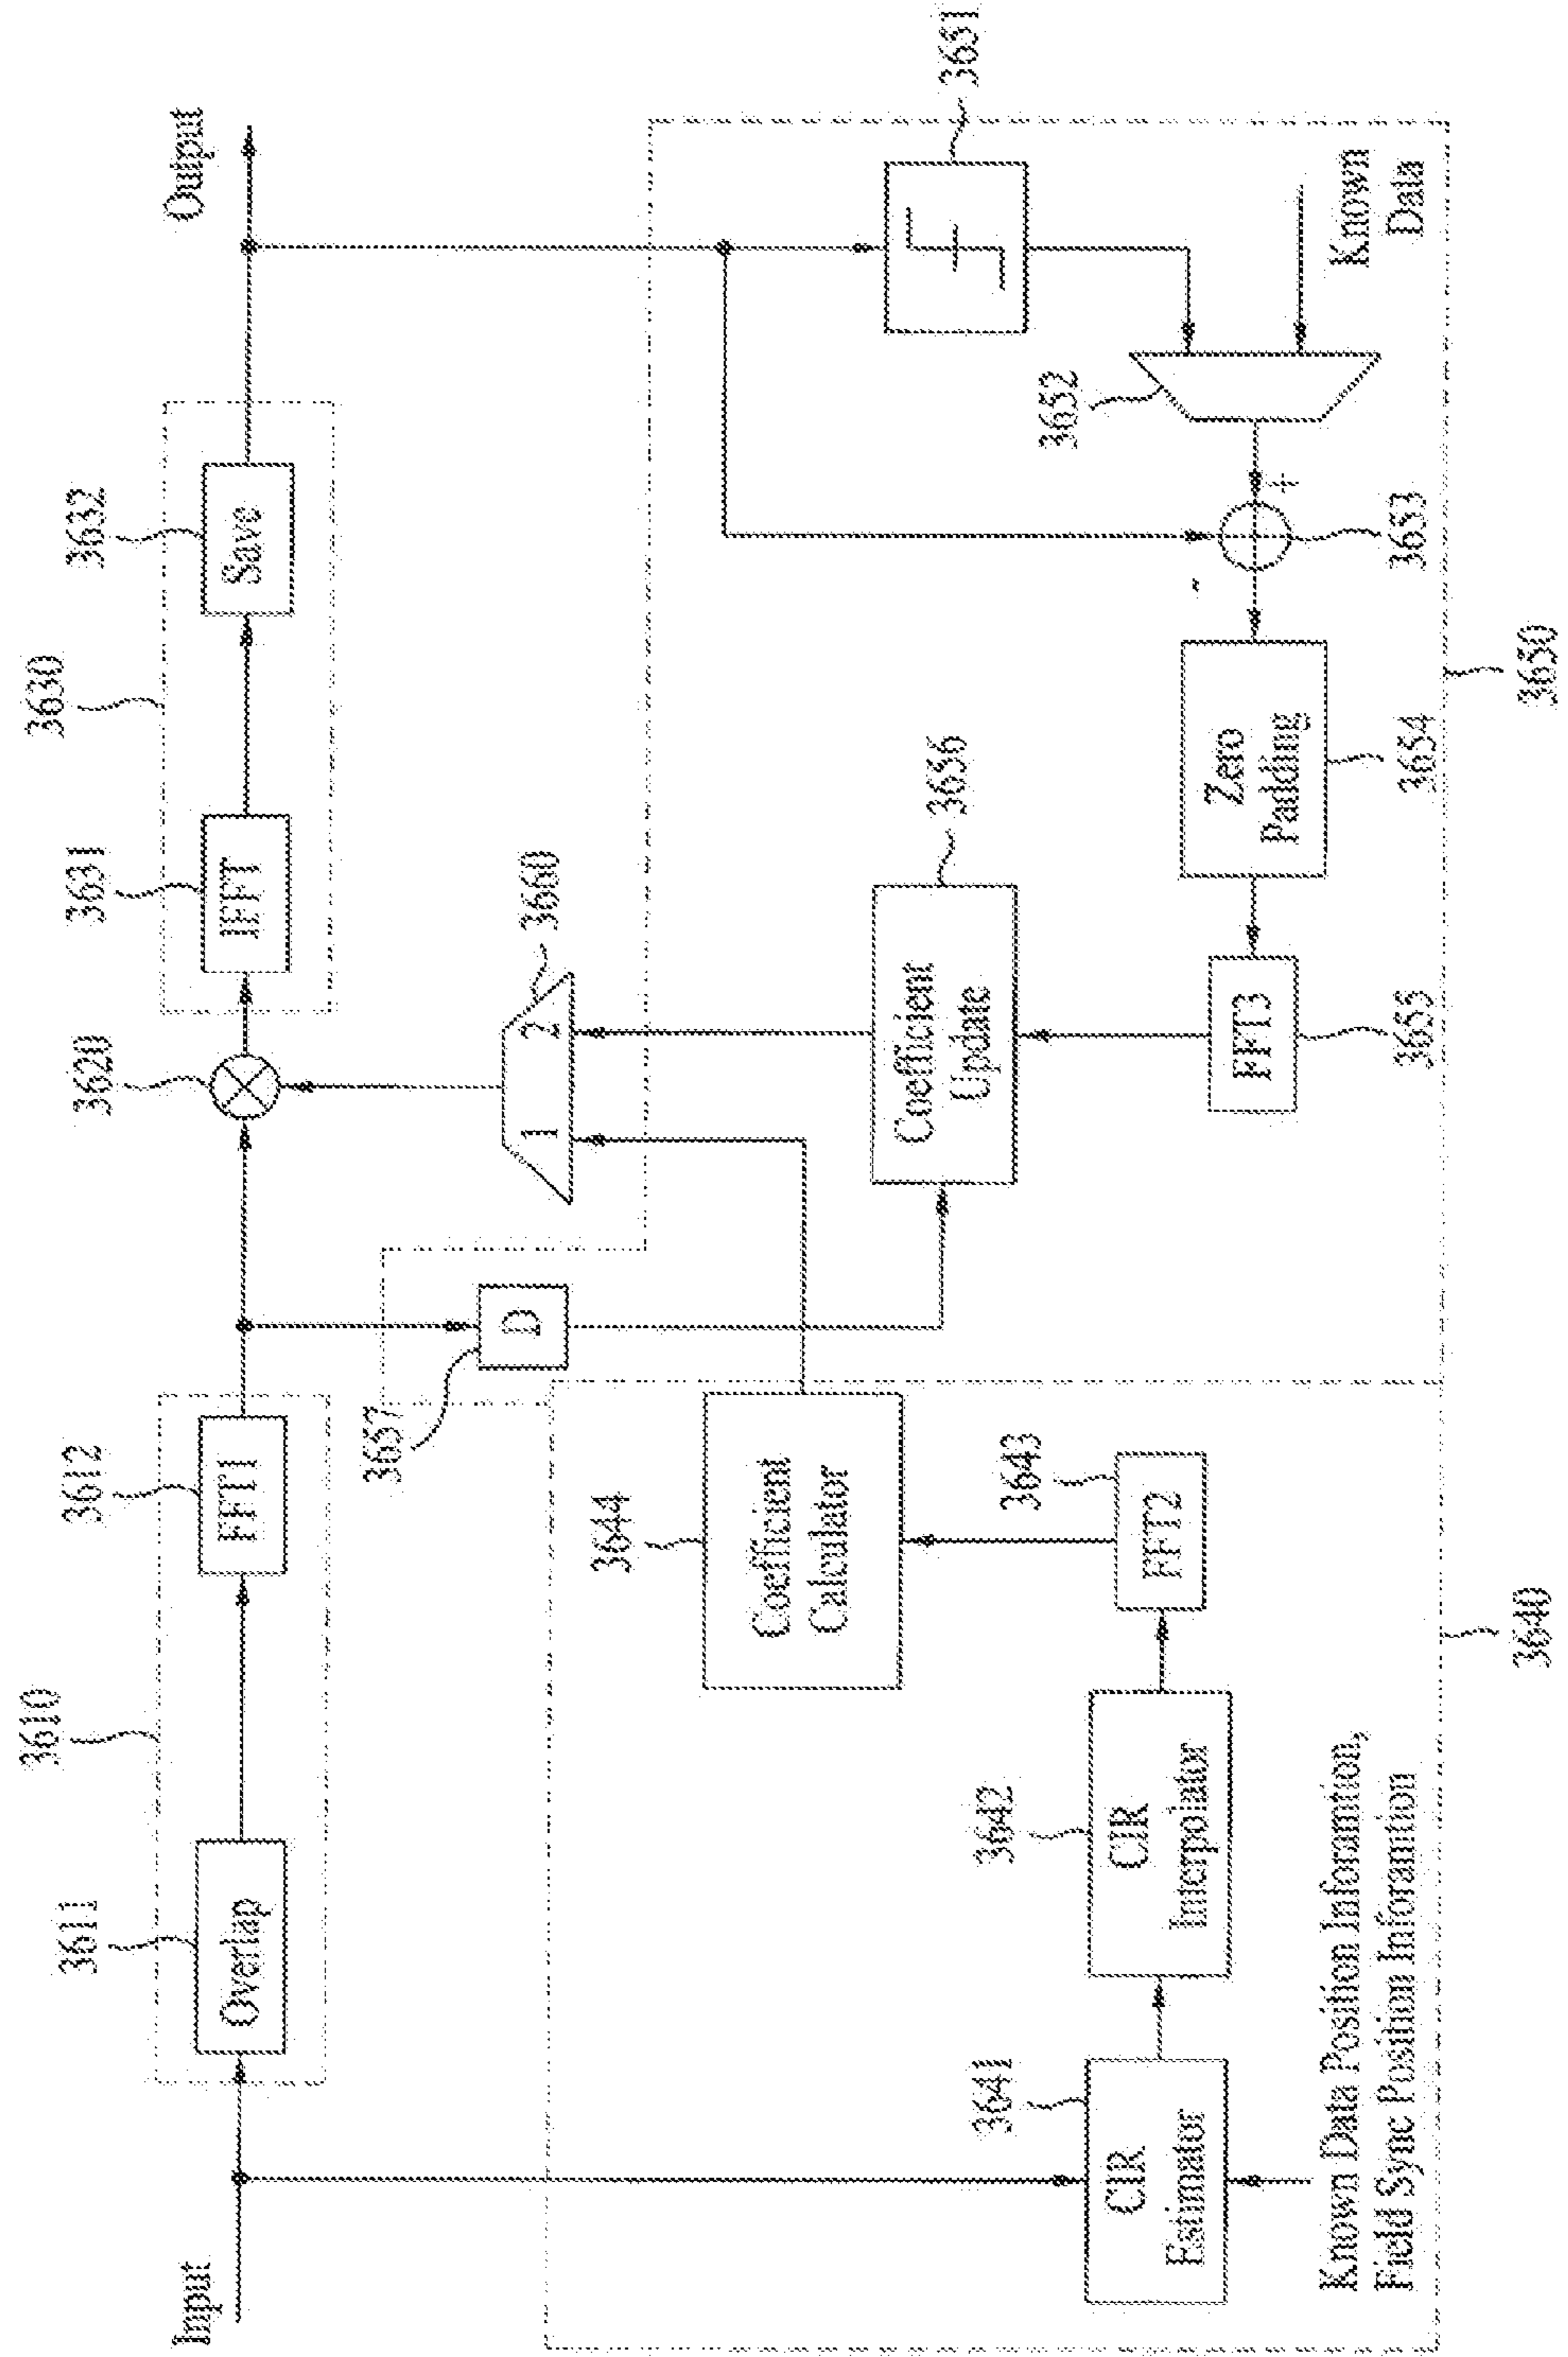 3610
3630
3611
3612
3620
3631
3632
Input
Overlap
FFT1
IFFT
Save
Output
3657
D
1
2
3660
3644
Coefficient
Calculator
3656
Coefficient
Update
3651
3641
CIR
Estimator
3642
CIR
Interpolator
3643
FFT2
FFT3
3655
Zero
Padding
3654
-
+
3653
3652
Known
Data
Known Data Position Inforamtion,
Field Sync Position Inforamtion
3640
3650